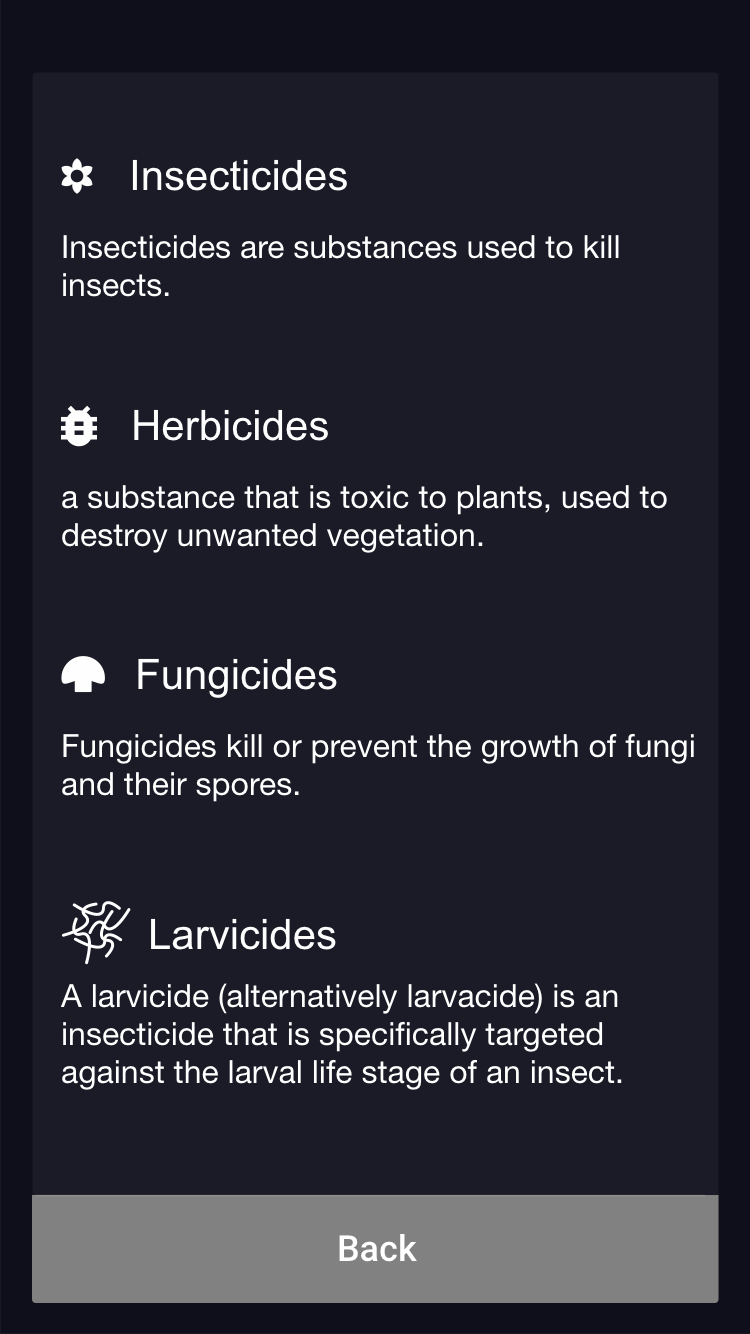 Insecticides
Insecticides are substances used to kill
insects.
Herbicides
a substance that is toxic to plants, used to
destroy unwanted vegetation.
Fungicides
Fungicides kill or prevent the growth of fungi
and their spores.
Larvicides
A larvicide (alternatively larvacide) is an
insecticide that is specifically targeted
against the larval life stage of an insect.
Back